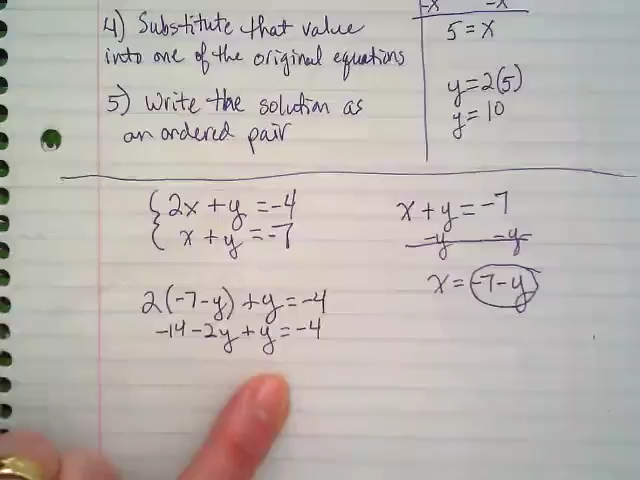 4) Substitute that value
into one of the original equations
5) Write the solution as
an ordered pair
-x -x
5 = x
y = 2(5)
y = 10
{ 2x + y = -4
{ x + y = -7
2(-7 - y) + y = -4
-14 - 2y + y = -4
x + y = -7
-y -y
x = -7 - y